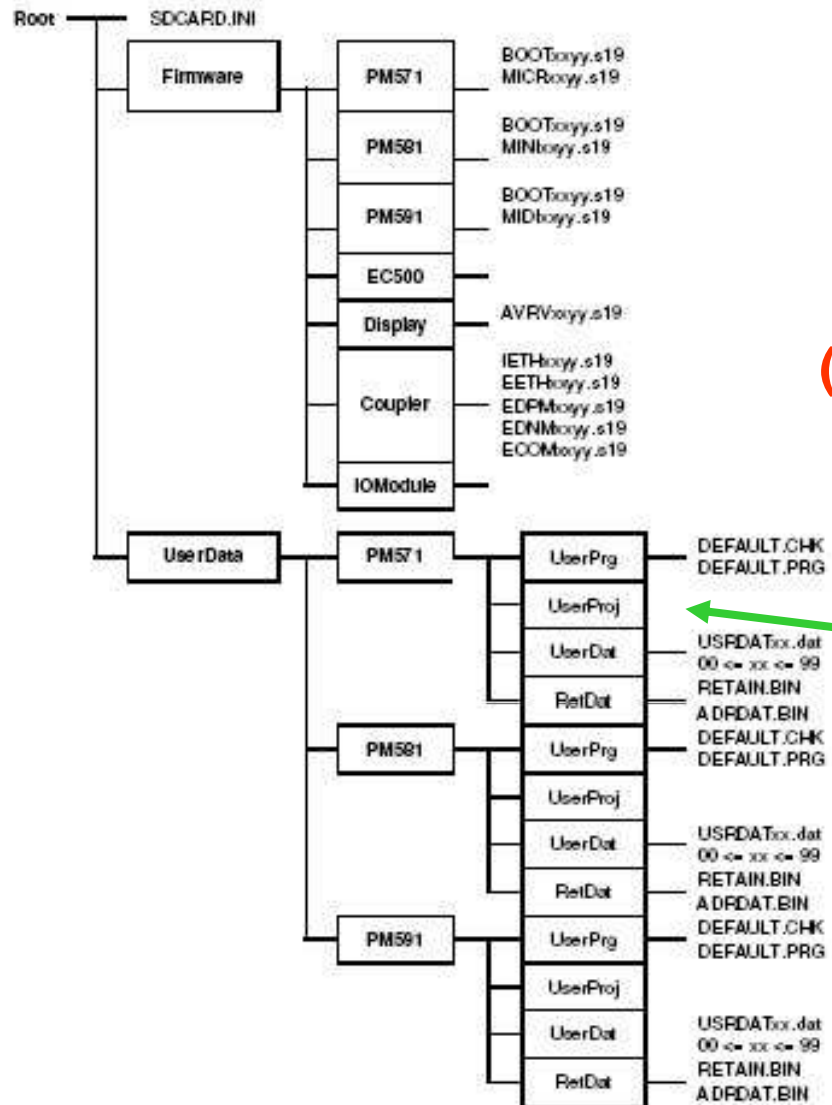 Root SDCARD.INI
Firmware
PM571
BOOTxxyy.s19
MICRxxyy.s19
PM581
BOOTxxyy.s19
MINIxxyy.s19
PM591
BOOTxxyy.s19
MIDIxxyy.s19
EC500
Display
AVRVxxyy.s19
Coupler
IETHxxyy.s19
EETHxxyy.s19
EDPMxxyy.s19
EDNMxxyy.s19
ECOMxxyy.s19
IOModule
UserData
PM571
UserPrg
DEFAULT.CHK
DEFAULT.PRG
UserProj
UserDat
USRDATxx.dat
00 <= xx <= 99
RetDat
RETAIN.BIN
ADRDAT.BIN
PM581
UserPrg
DEFAULT.CHK
DEFAULT.PRG
UserProj
UserDat
USRDATxx.dat
00 <= xx <= 99
RetDat
RETAIN.BIN
ADRDAT.BIN
PM591
UserPrg
DEFAULT.CHK
DEFAULT.PRG
UserProj
UserDat
USRDATxx.dat
00 <= xx <= 99
RetDat
RETAIN.BIN
ADRDAT.BIN